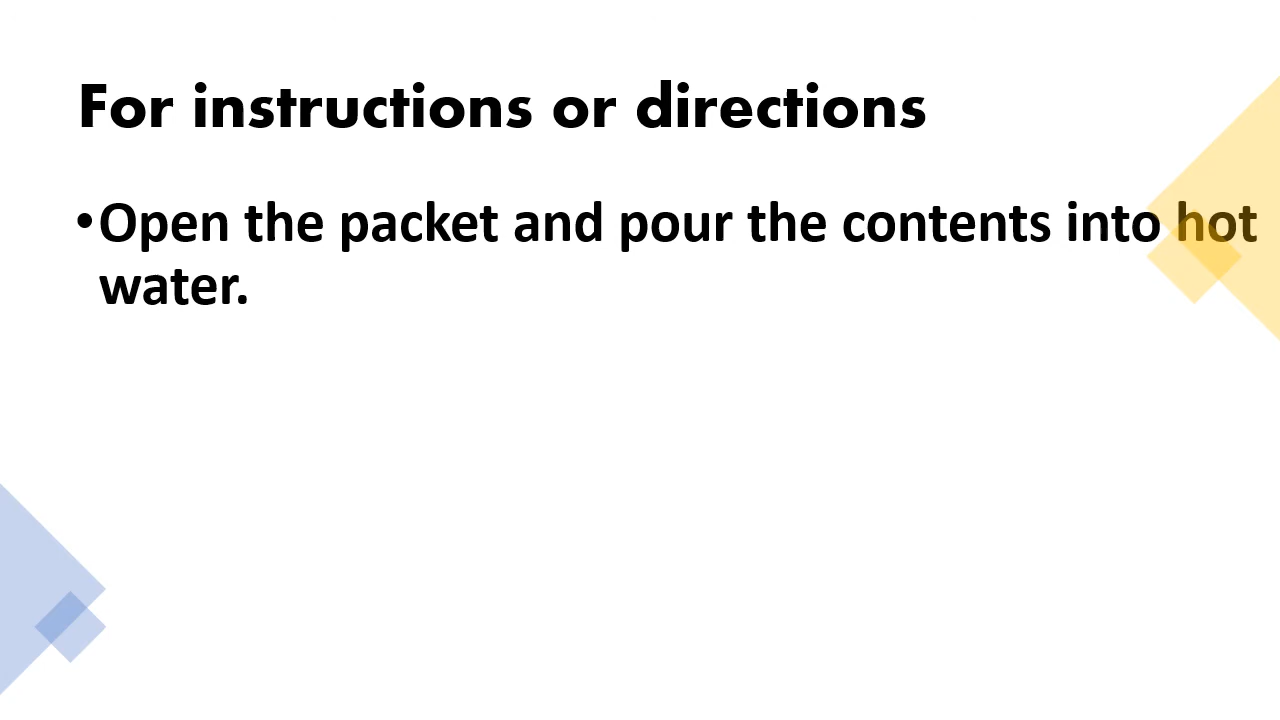 For instructions or directions
•Open the packet and pour the contents into hot
water.